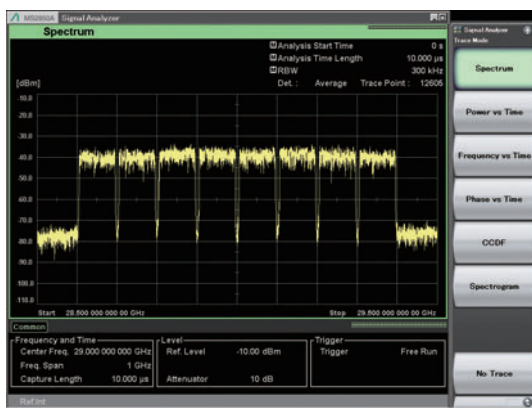 MS2850A Signal Analyzer
Spectrum
Analysis Start Time 0 s
Analysis Time Length 10.000 µs
RBW 300 kHz
[dBm] Det. : Average Trace Point : 12605
-10.0
-20.0
-30.0
-40.0
-50.0
-60.0
-70.0
-80.0
-90.0
-100.0
-110.0
Start 28.500 000 000 00 GHz Stop 29.500 000 000 00 GHz
Common
Frequency and Time
Center Freq. 29.000 000 000 GHz
Freq. Span 1 GHz
Capture Length 10.000 µs
Level
Ref. Level -10.00 dBm
Attenuator 10 dB
Trigger
Trigger Free Run
Ref.Int
Signal Analyzer
Trace Mode
Spectrum
Power vs Time
Frequency vs Time
Phase vs Time
CCDF
Spectrogram
No Trace